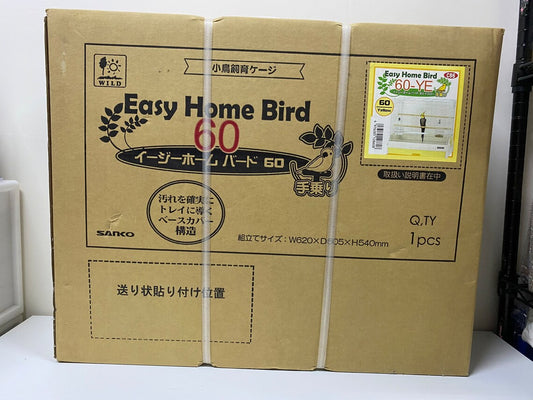 小鳥飼育ケージ
WILD
Easy Home Bird
60
イージーホーム バード 60
手乗り
汚れを確実に
トレイに導く
ベースカバー
構造
SANKO
組立てサイズ:W620×D505×H540mm
Easy Home Bird
C86
60-YE
60
Yellow
取扱い説明書在中
Q,TY
1pcs
送り状貼り付け位置